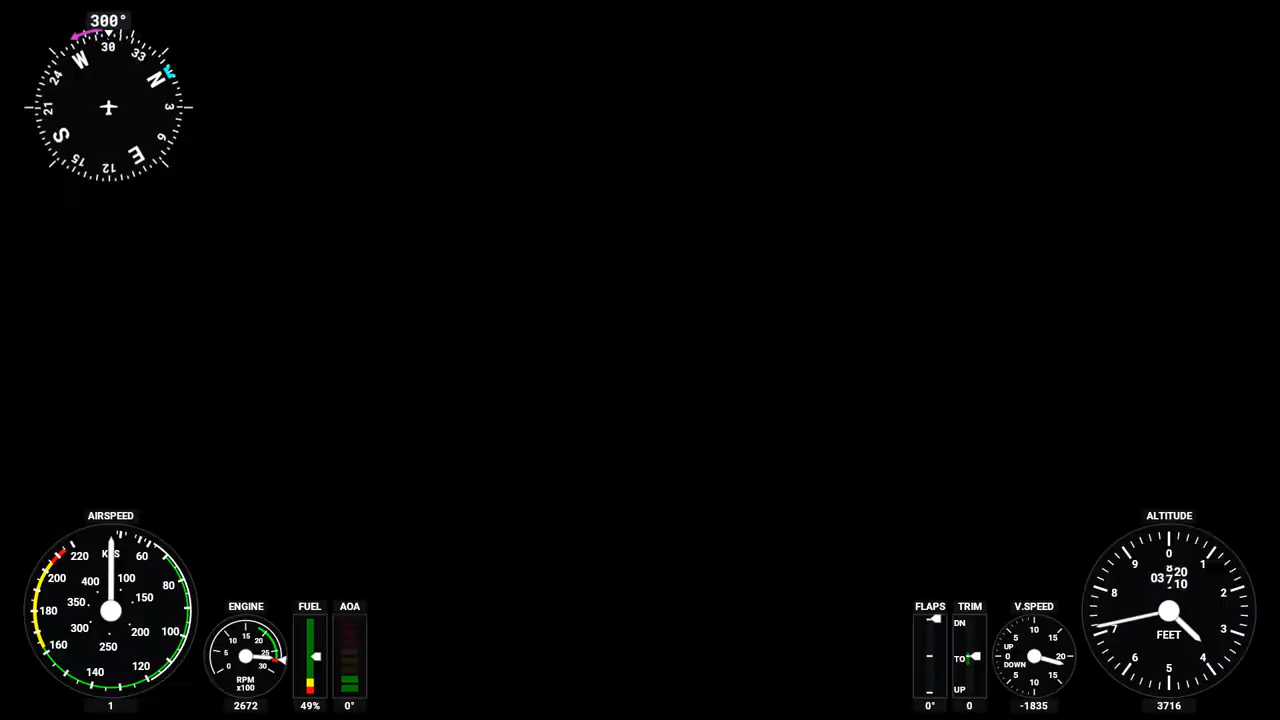 300°
30
33
N
3
6
E
12
15
S
21
24
W
AIRSPEED
KTS
220
60
200
400
100
80
350
150
180
300
200
100
250
160
140
120
1
ENGINE
15
10
20
5
25
0
30
RPM
x100
2672
FUEL
49%
AOA
0°
FLAPS
0°
TRIM
DN
TO
UP
0
V.SPEED
10
5
15
UP
0
20
DOWN
5
15
10
-1835
ALTITUDE
0
9
1
8
2
037
20
10
7
3
FEET
6
4
5
3716